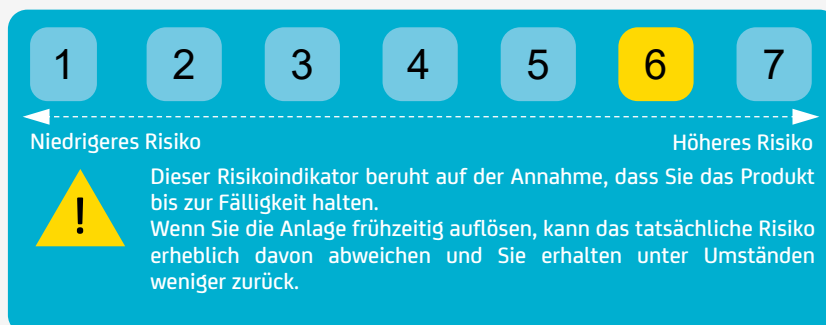 1 2 3 4 5 6 7
Niedrigeres Risiko Höheres Risiko
!
Dieser Risikoindikator beruht auf der Annahme, dass Sie das Produkt
bis zur Fälligkeit halten.
Wenn Sie die Anlage frühzeitig auflösen, kann das tatsächliche Risiko
erheblich davon abweichen und Sie erhalten unter Umständen
weniger zurück.